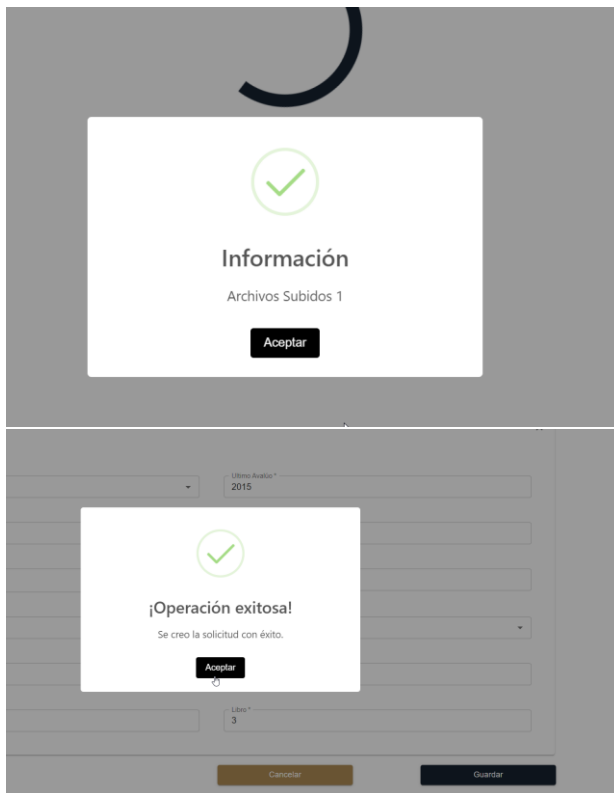 Información
Archivos Subidos 1
Aceptar
Ultimo Avalúo *
2015
¡Operación exitosa!
Se creo la solicitud con éxito.
Aceptar
Libro *
3
Cancelar
Guardar